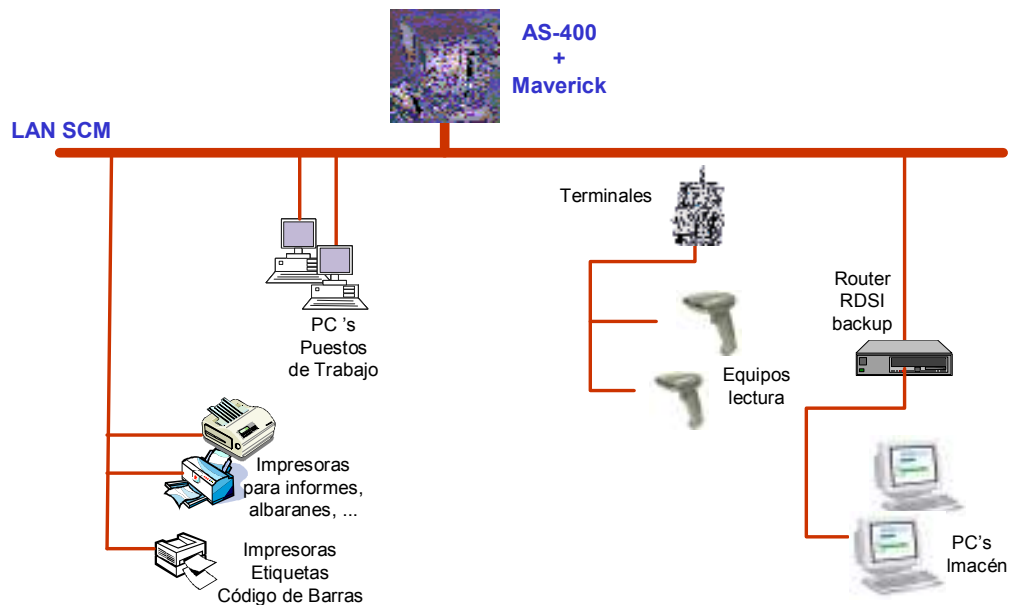 AS-400
+
Maverick
LAN SCM
Terminales
PC 's
Puestos
de Trabajo
Router
RDSI
backup
Equipos
lectura
Impresoras
para informes,
albaranes, ...
Impresoras
Etiquetas
Código de Barras
PC's
lmacén